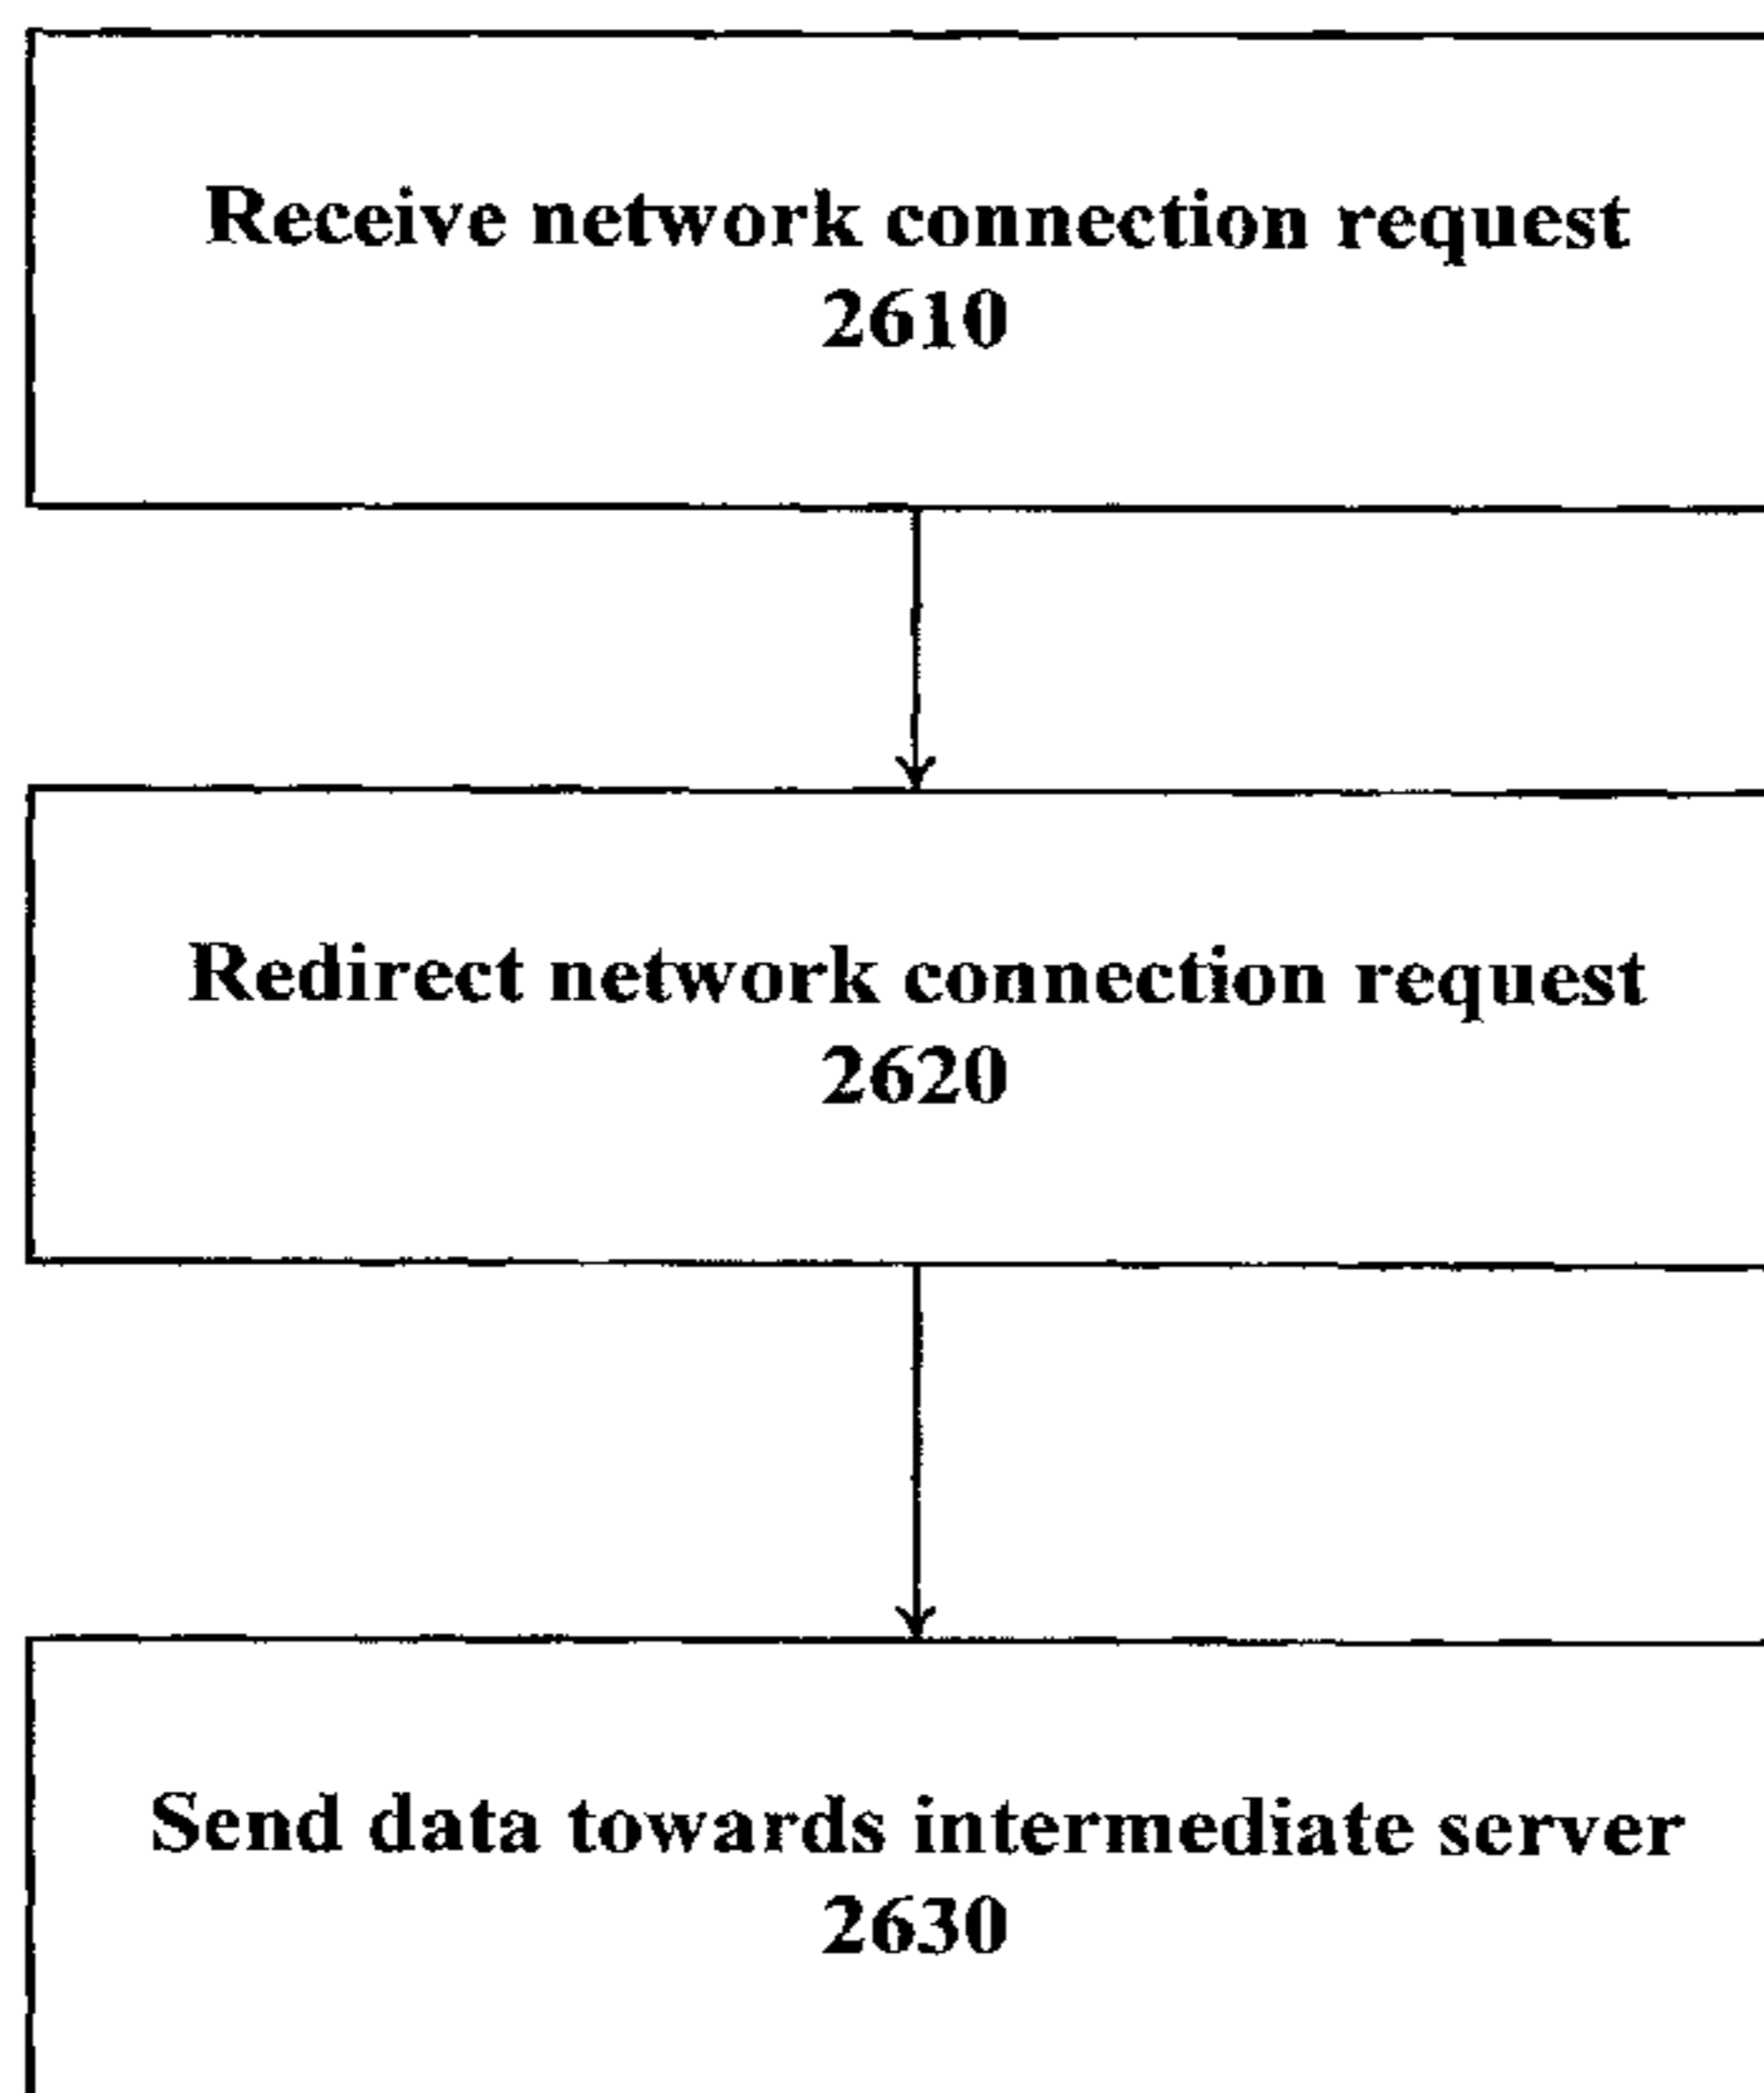 Receive network connection request
2610
Redirect network connection request
2620
Send data towards intermediate server
2630